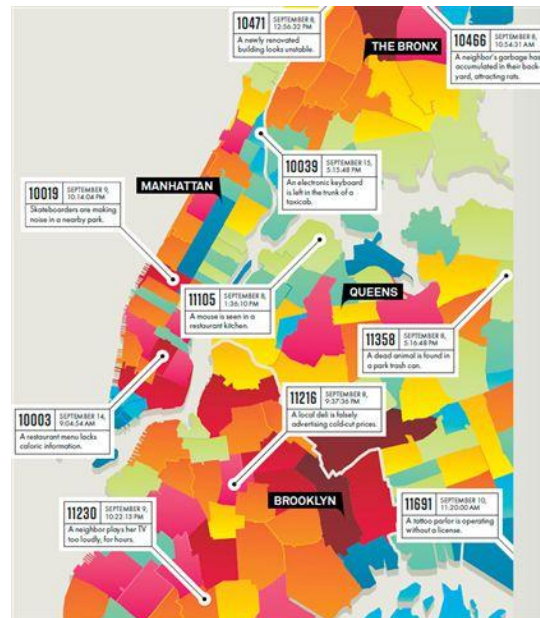 10471 SEPTEMBER 8,
12:56:32 PM
A newly renovated
building looks unstable.
THE BRONX
10466 SEPTEMBER 8,
10:54:31 AM
A neighbor's garbage has
accumulated in their back-
yard, attracting rats.
10039 SEPTEMBER 15,
5:15:48 PM
An electronic keyboard
is left in the trunk of a
taxicab.
MANHATTAN
10019 SEPTEMBER 9,
10:14:04 PM
Skateboarders are making
noise in a nearby park.
11105 SEPTEMBER 8,
1:36:10 PM
A mouse is seen in a
restaurant kitchen.
QUEENS
11358 SEPTEMBER 8,
5:16:48 PM
A dead animal is found in
a park trash can.
10003 SEPTEMBER 14,
9:04:54 AM
A restaurant menu lacks
caloric information.
11216 SEPTEMBER 8,
9:37:36 PM
A local deli is falsely
advertising cold-cut prices.
BROOKLYN
11230 SEPTEMBER 9,
10:22:15 PM
A neighbor plays her TV
too loudly, for hours.
11691 SEPTEMBER 10,
11:20:00 AM
A tattoo parlor is operating
without a license.